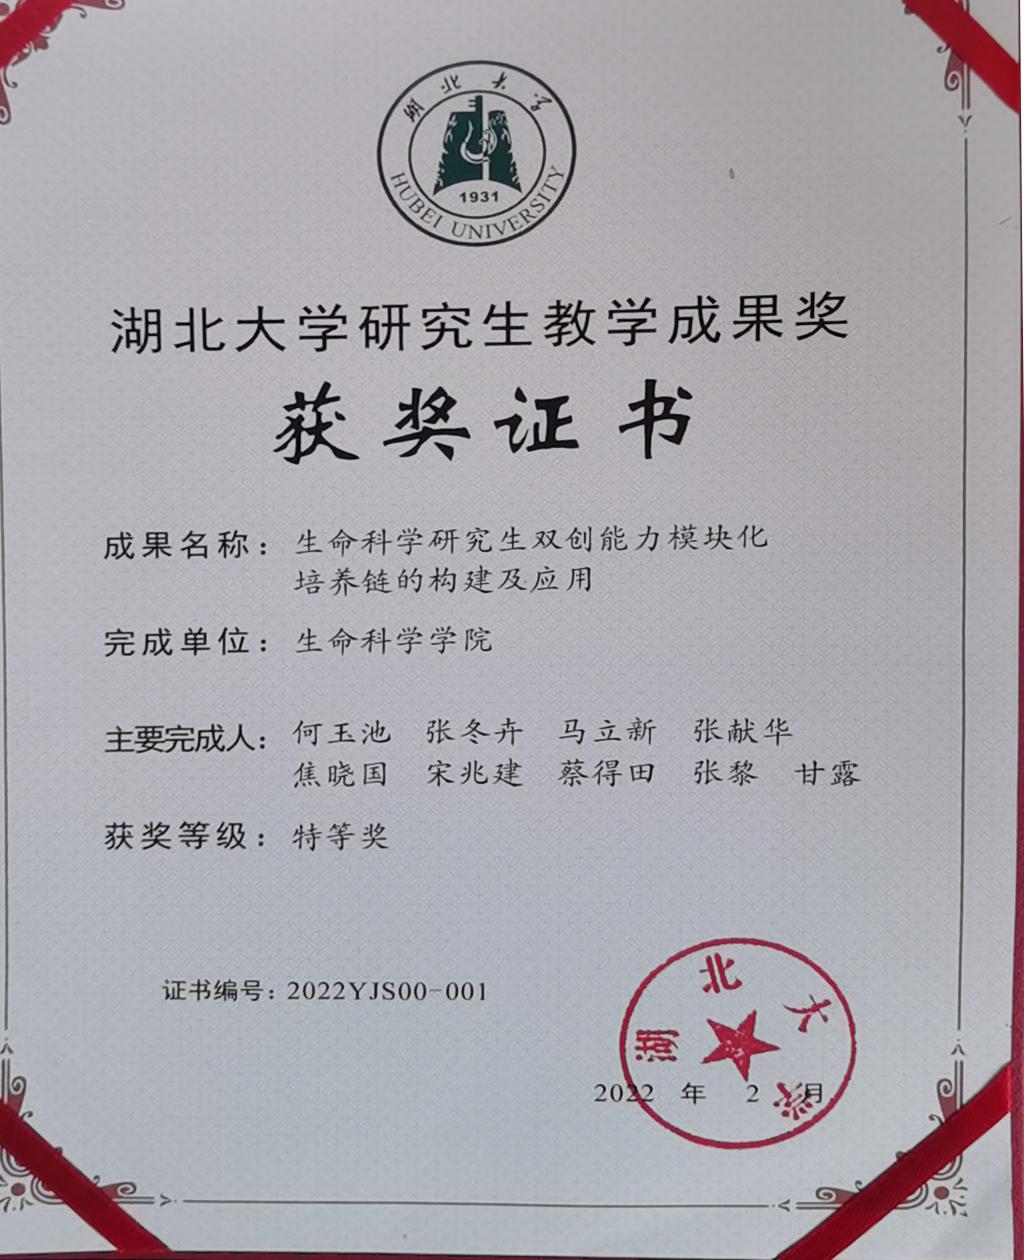 湖北大学
1931
HUBEI UNIVERSITY
湖北大学研究生教学成果奖
获奖证书
成果名称：生命科学研究生双创能力模块化
培养链的构建及应用
完成单位：生命科学学院
主要完成人：何玉池 张冬卉 马立新 张献华
焦晓国 宋兆建 蔡得田 张黎 甘露
获奖等级：特等奖
证书编号：2022YJS00-001
湖北大学
2022 年 2 月